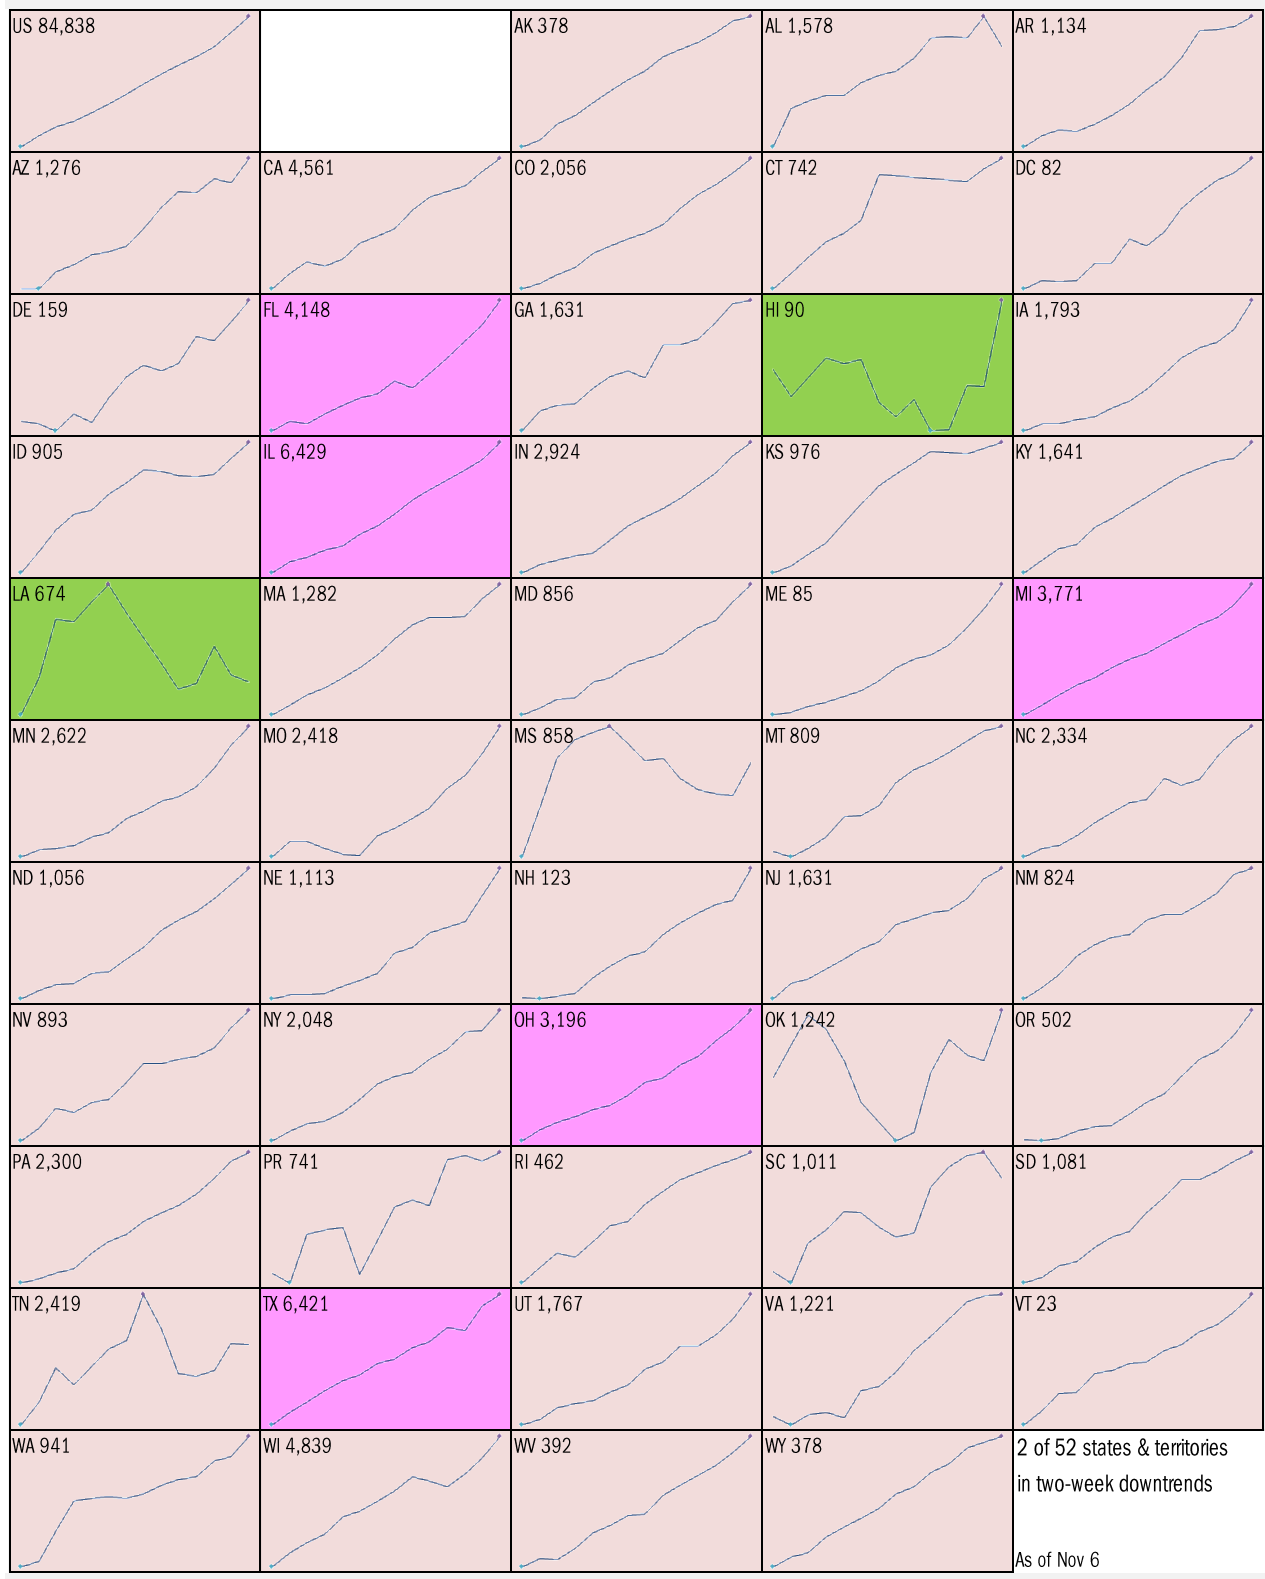 US 84,838
AK 378
AL 1,578
AR 1,134
AZ 1,276
CA 4,561
CO 2,056
CT 742
DC 82
DE 159
FL 4,148
GA 1,631
HI 90
IA 1,793
ID 905
IL 6,429
IN 2,924
KS 976
KY 1,641
LA 674
MA 1,282
MD 856
ME 85
MI 3,771
MN 2,622
MO 2,418
MS 858
MT 809
NC 2,334
ND 1,056
NE 1,113
NH 123
NJ 1,631
NM 824
NV 893
NY 2,048
OH 3,196
OK 1,242
OR 502
PA 2,300
PR 741
RI 462
SC 1,011
SD 1,081
TN 2,419
TX 6,421
UT 1,767
VA 1,221
VT 23
WA 941
WI 4,839
WV 392
WY 378
2 of 52 states & territories
in two-week downtrends
As of Nov 6